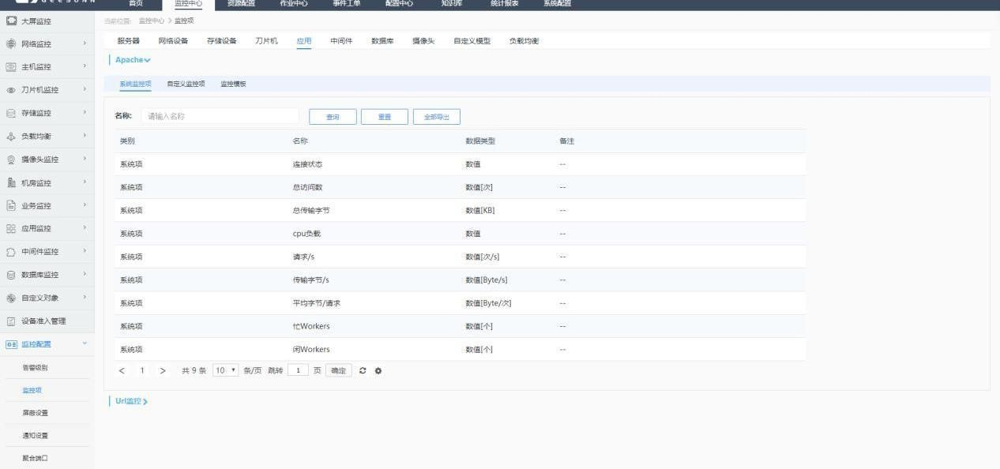 GEESUNN
首页 监控中心 资源配置 作业中心 事件工单 配置中心 知识库 统计报表 系统配置
大屏监控
网络监控
主机监控
刀片机监控
存储监控
负载均衡
摄像头监控
机房监控
业务监控
应用监控
中间件监控
数据库监控
自定义对象
设备准入管理
监控配置
告警级别
监控项
屏蔽设置
通知设置
聚合端口
当前位置: 监控中心 > 监控项
服务器 网络设备 存储设备 刀片机 应用 中间件 数据库 摄像头 自定义模型 负载均衡
Apache
系统监控项 自定义监控项 监控模板
名称: 请输入名称 查询 重置 全部导出
类别 名称 数据类型 备注
系统项 连接状态 数值 --
系统项 总访问数 数值[次] --
系统项 总传输字节 数值[KB] --
系统项 cpu负载 数值 --
系统项 请求/s 数值[次/s] --
系统项 传输字节/s 数值[Byte/s] --
系统项 平均字节/请求 数值[Byte/次] --
系统项 忙Workers 数值[个] --
系统项 闲Workers 数值[个] --
< 1 > 共 9 条 10 条/页 跳转 1 页 确定
Url监控